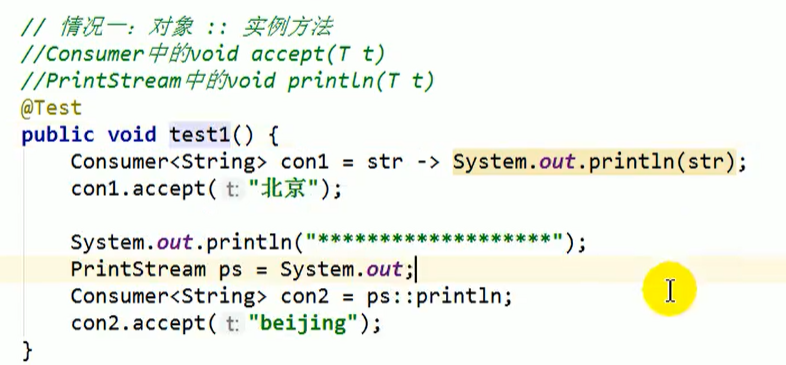 // 情况一：对象 :: 实例方法
//Consumer中的void accept(T t)
//PrintStream中的void println(T t)
@Test
public void test1() {
    Consumer<String> con1 = str -> System.out.println(str);
    con1.accept( t: "北京");
    System.out.println("*******************");
    PrintStream ps = System.out;
    Consumer<String> con2 = ps::println;
    con2.accept( t: "beijing");
}